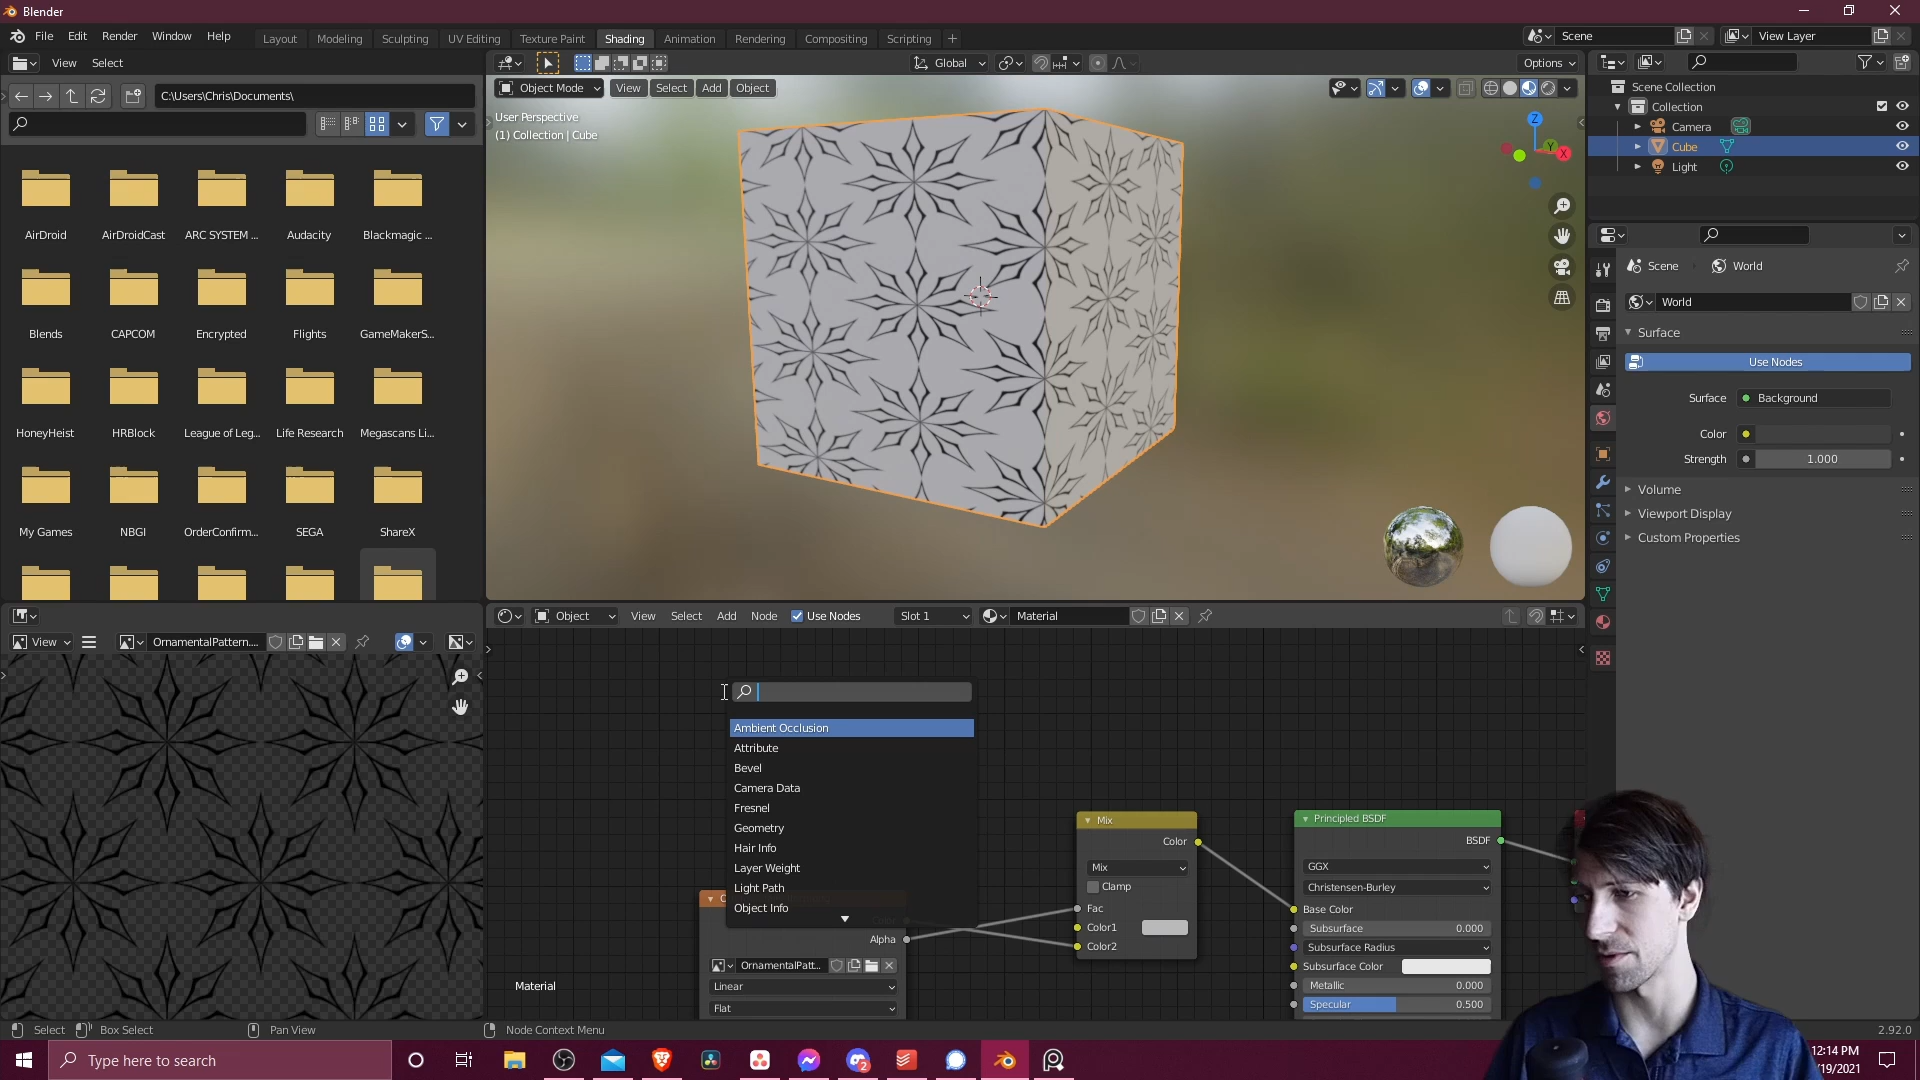 Blender
File Edit Render Window Help
Layout Modeling Sculpting UV Editing Texture Paint Shading Animation Rendering Compositing Scripting
Scene
View Layer
View Select
Global
Options
C:\Users\Chris\Documents\
Object Mode View Select Add Object
User Perspective
(1) Collection | Cube
Z
Y
X
Scene Collection
Collection
Camera
Cube
Light
AirDroid AirDroidCast ARC SYSTEM ... Audacity Blackmagic ...
Blends CAPCOM Encrypted Flights GameMakerS...
HoneyHeist HRBlock League of Leg... Life Research Megascans Li...
My Games NBGI OrderConfirm... SEGA ShareX
Scene World
World
Surface
Use Nodes
Surface Background
Color
Strength 1.000
Volume
Viewport Display
Custom Properties
Object View Select Add Node Use Nodes Slot 1 Material
View OrnamentalPattern....
Ambient Occlusion
Attribute
Bevel
Camera Data
Fresnel
Geometry
Hair Info
Layer Weight
Light Path
Object Info
Alpha
OrnamentalPatt...
Linear
Flat
Mix
Color
Mix
Clamp
Fac
Color1
Color2
Principled BSDF
BSDF
GGX
Christensen-Burley
Base Color
Subsurface 0.000
Subsurface Radius
Subsurface Color
Metallic 0.000
Specular 0.500
Material
Select Box Select Pan View Node Context Menu 2.92.0
Type here to search
2
12:14 PM
/19/2021